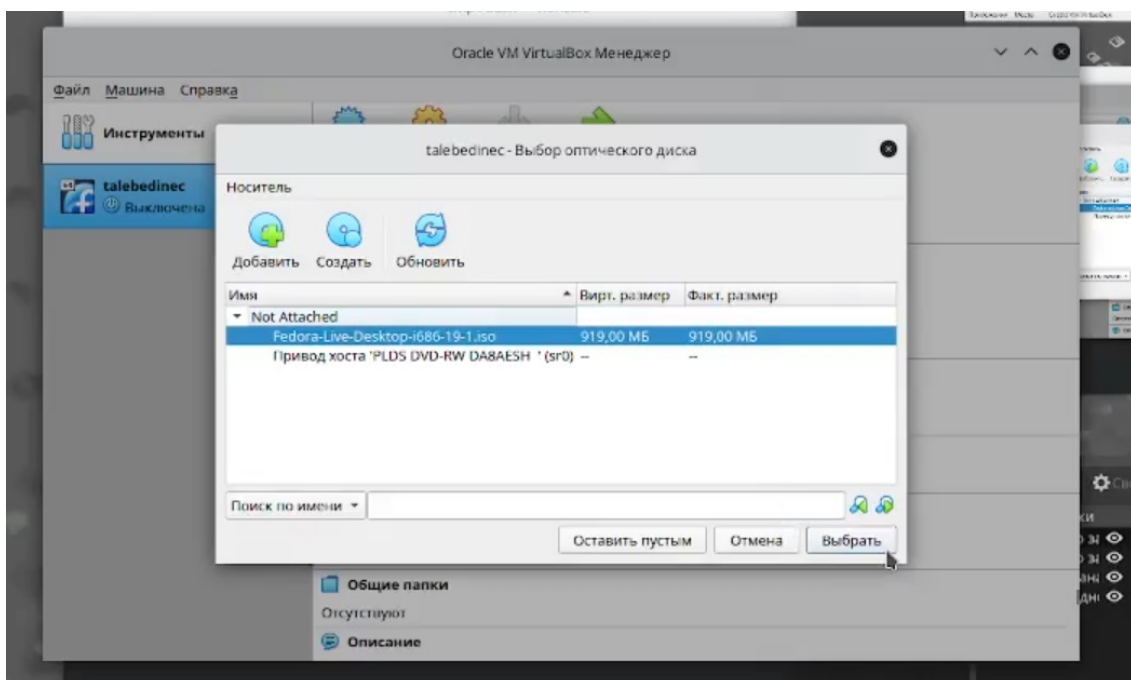 Oracle VM VirtualBox Менеджер
Файл Машина Справка
Инструменты
talebedinec - Выбор оптического диска
talebedinec
Выключена
Носитель
Добавить Создать Обновить
Имя Вирт. размер Факт. размер
Not Attached
Fedora-Live-Desktop-i686-19-1.iso 919,00 МБ 919,00 МБ
Привод хоста 'PLDS DVD-RW DA8AESH ' (sr0) -- --
Поиск по имени
Оставить пустым Отмена Выбрать
Общие папки
Отсутствуют
Описание